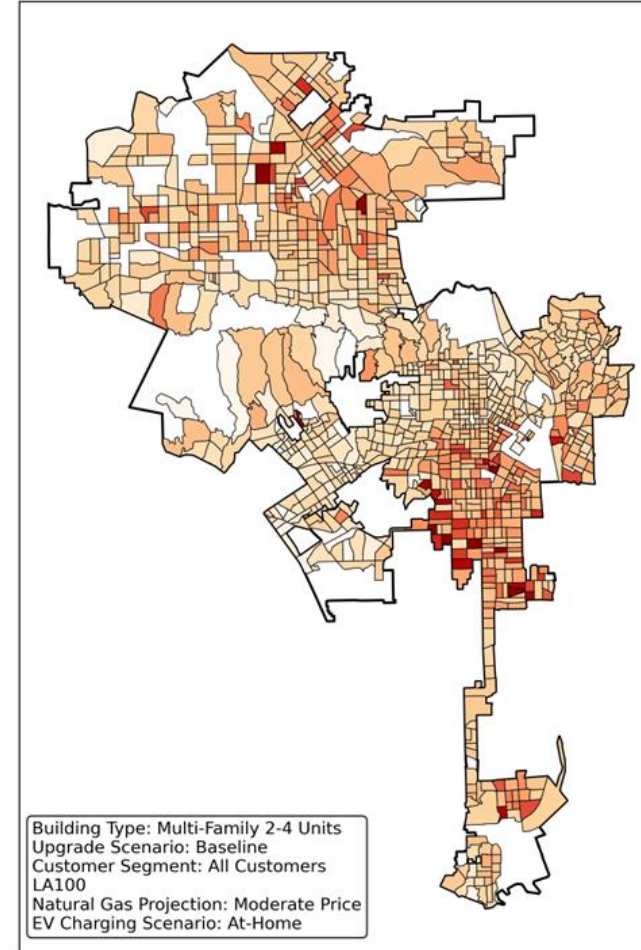 Building Type: Multi-Family 2-4 Units
Upgrade Scenario: Baseline
Customer Segment: All Customers
LA100
Natural Gas Projection: Moderate Price
EV Charging Scenario: At-Home